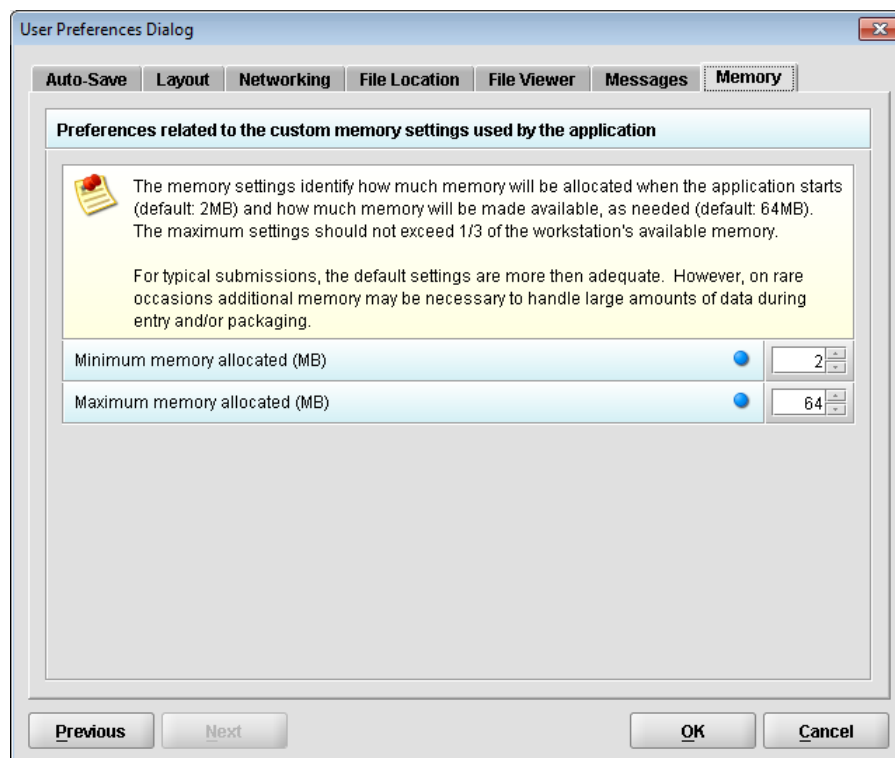 User Preferences Dialog
Auto-Save Layout Networking File Location File Viewer Messages Memory
Preferences related to the custom memory settings used by the application
The memory settings identify how much memory will be allocated when the application starts
(default: 2MB) and how much memory will be made available, as needed (default: 64MB).
The maximum settings should not exceed 1/3 of the workstation's available memory.
For typical submissions, the default settings are more then adequate. However, on rare
occasions additional memory may be necessary to handle large amounts of data during
entry and/or packaging.
Minimum memory allocated (MB) 2
Maximum memory allocated (MB) 64
Previous Next OK Cancel